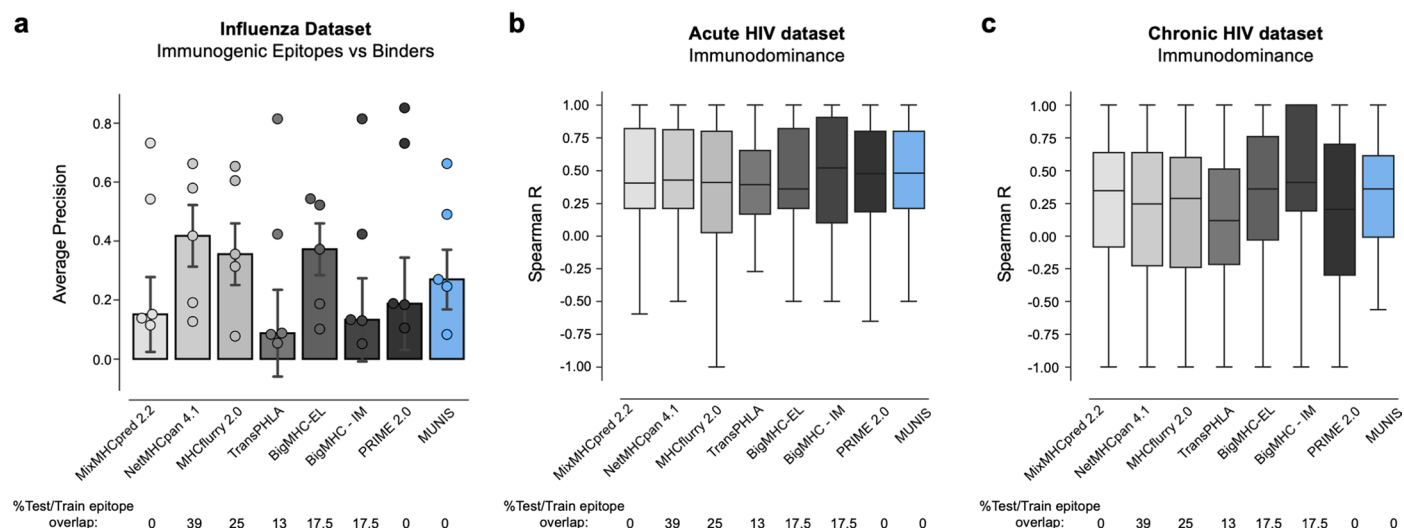 a
Influenza Dataset
Immunogenic Epitopes vs Binders
Average Precision
0.8
0.6
0.4
0.2
0.0
MixMHCpred 2.2
NetMHCpan 4.1
MHCflurry 2.0
TransPHLA
BigMHC-EL
BigMHC - IM
PRIME 2.0
MUNIS
%Test/Train epitope
overlap: 0 39 25 13 17.5 17.5 0 0
b
Acute HIV dataset
Immunodominance
Spearman R
1.00
0.75
0.50
0.25
0.00
-0.25
-0.50
-0.75
-1.00
MixMHCpred 2.2
NetMHCpan 4.1
MHCflurry 2.0
TransPHLA
BigMHC-EL
BigMHC - IM
PRIME 2.0
MUNIS
%Test/Train epitope
overlap: 0 39 25 13 17.5 17.5 0 0
c
Chronic HIV dataset
Immunodominance
Spearman R
1.00
0.75
0.50
0.25
0.00
-0.25
-0.50
-0.75
-1.00
MixMHCpred 2.2
NetMHCpan 4.1
MHCflurry 2.0
TransPHLA
BigMHC-EL
BigMHC - IM
PRIME 2.0
MUNIS
%Test/Train epitope
overlap: 0 39 25 13 17.5 17.5 0 0